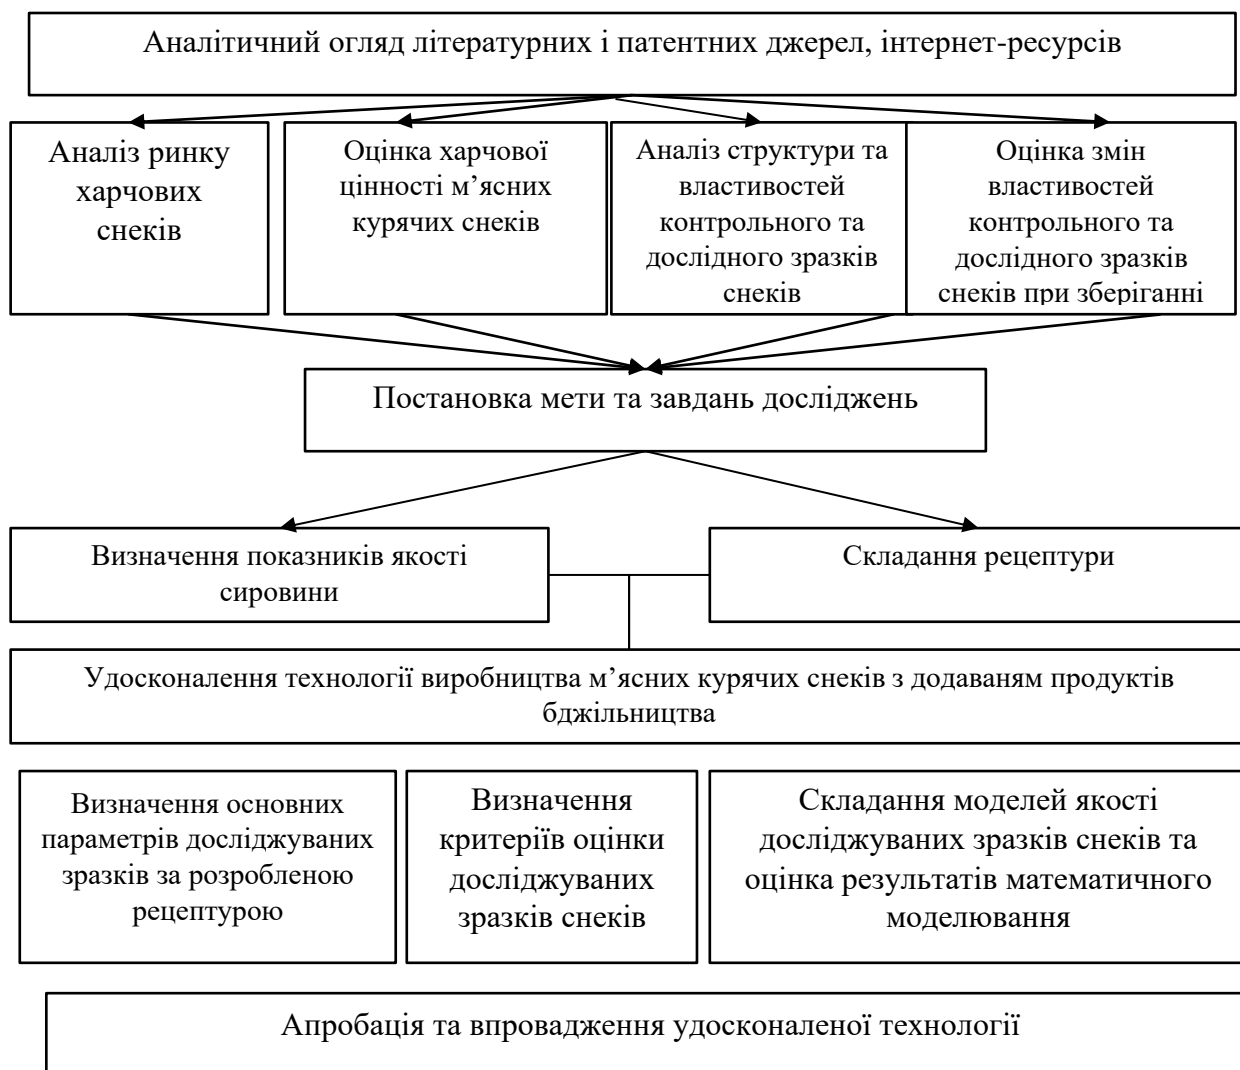 Аналітичний огляд літературних і патентних джерел, інтернет-ресурсів
Аналіз ринку
харчових
снеків
Оцінка харчової
цінності м’ясних
курячих снеків
Аналіз структури та
властивостей
контрольного та
дослідного зразків
снеків
Оцінка змін
властивостей
контрольного та
дослідного зразків
снеків при зберіганні
Постановка мети та завдань досліджень
Визначення показників якості
сировини
Складання рецептури
Удосконалення технології виробництва м’ясних курячих снеків з додаваням продуктів
бджільництва
Визначення основних
параметрів досліджуваних
зразків за розробленою
рецептурою
Визначення
критеріїв оцінки
досліджуваних
зразків снеків
Складання моделей якості
досліджуваних зразків снеків та
оцінка результатів математичного
моделювання
Апробація та впровадження удосконаленої технології